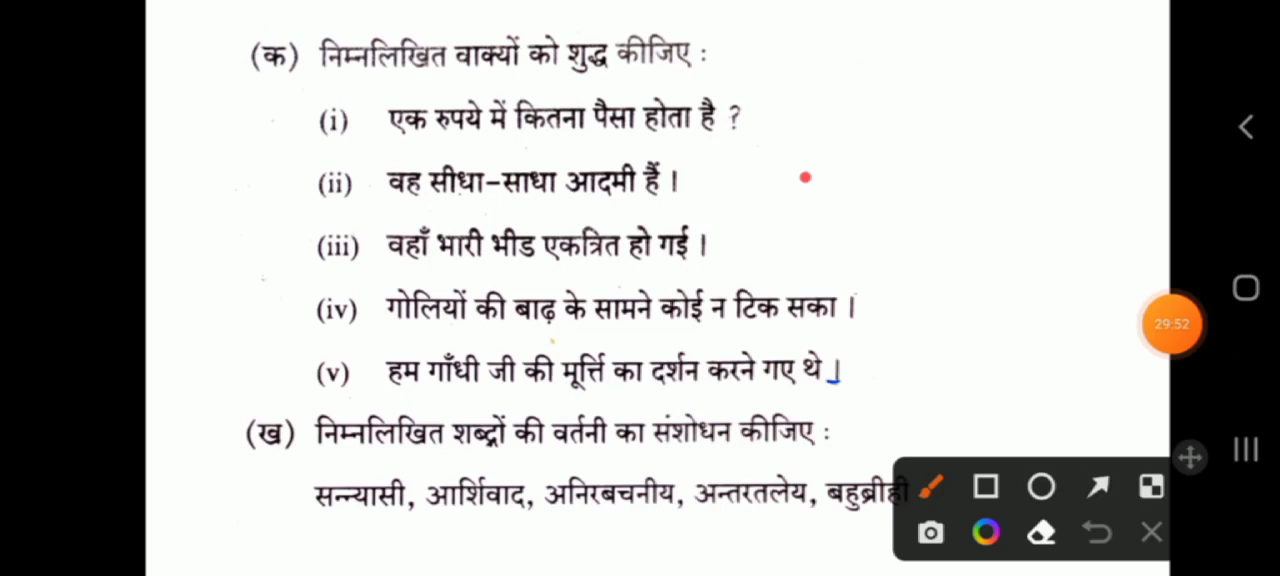 (क) निम्नलिखित वाक्यों को शुद्ध कीजिए :
(i) एक रुपये में कितना पैसा होता है ?
(ii) वह सीधा-साधा आदमी हैं ।
(iii) वहाँ भारी भीड एकत्रित हो गई ।
(iv) गोलियों की बाढ़ के सामने कोई न टिक सका ।
(v) हम गाँधी जी की मूर्त्ति का दर्शन करने गए थे ।
(ख) निम्नलिखित शब्दों की वर्तनी का संशोधन कीजिए :
सन्न्यासी, आर्शिवाद, अनिरबचनीय, अन्तरतलेय, बहुब्रीही
29:52